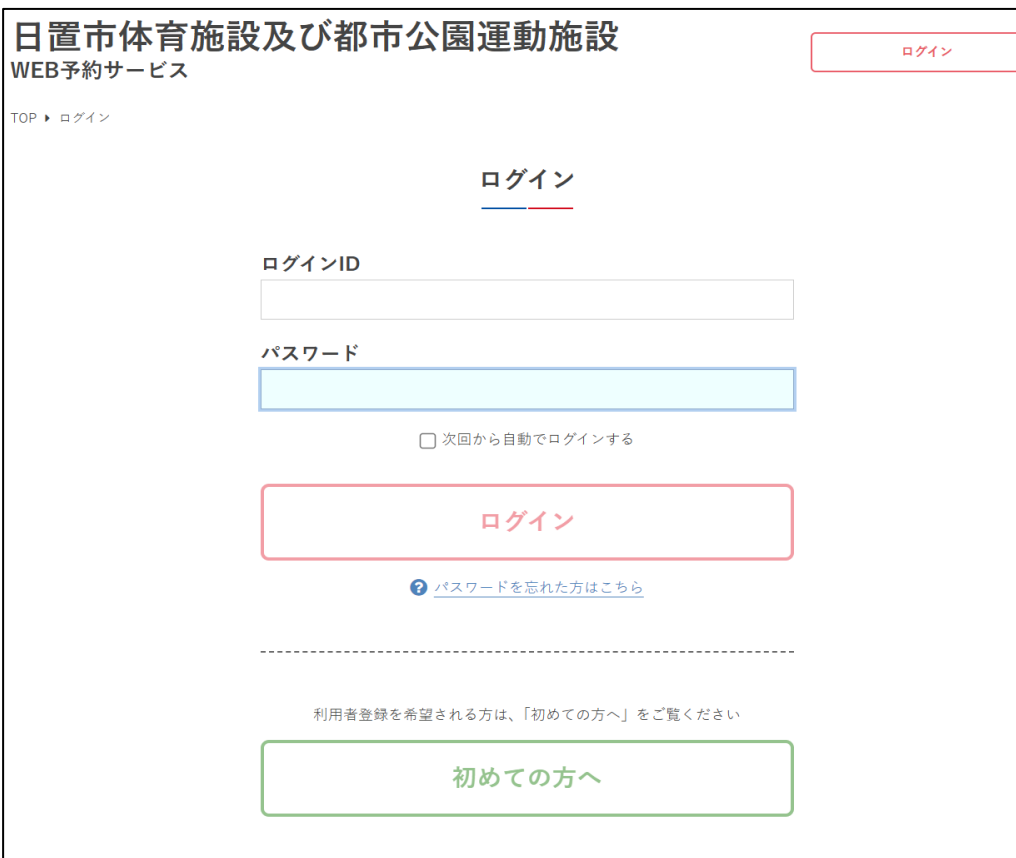 日置市体育施設及び都市公園運動施設
WEB予約サービス
ログイン
TOP ▶ ログイン
ログイン
ログインID
パスワード
次回から自動でログインする
ログイン
パスワードを忘れた方はこちら
利用者登録を希望される方は、「初めての方へ」をご覧ください
初めての方へ